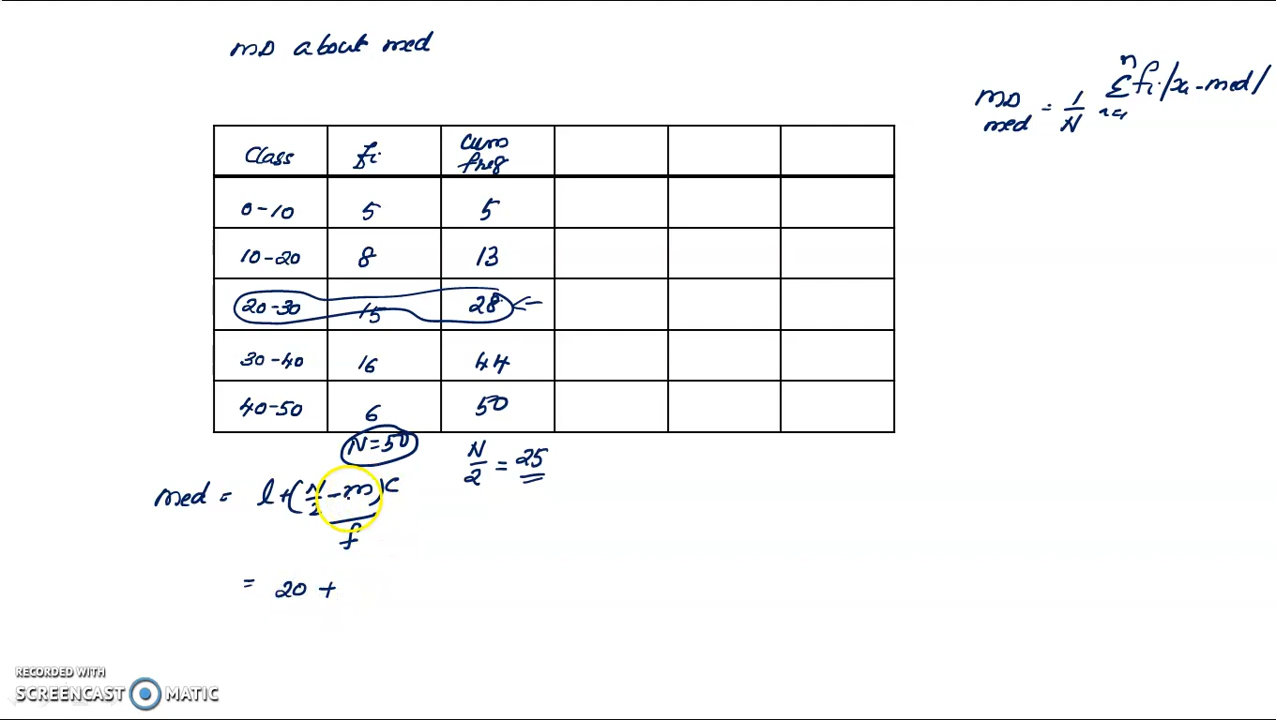 MD about med
MD med = 1/N Σ fi |xi - med|
Class fi Cum freq
0-10 5 5
10-20 8 13
20-30 15 28
30-40 16 44
40-50 6 50
N=50 N/2 = 25
med = l + (N/2 - m)c / f
= 20 +
RECORDED WITH
SCREENCAST MATIC